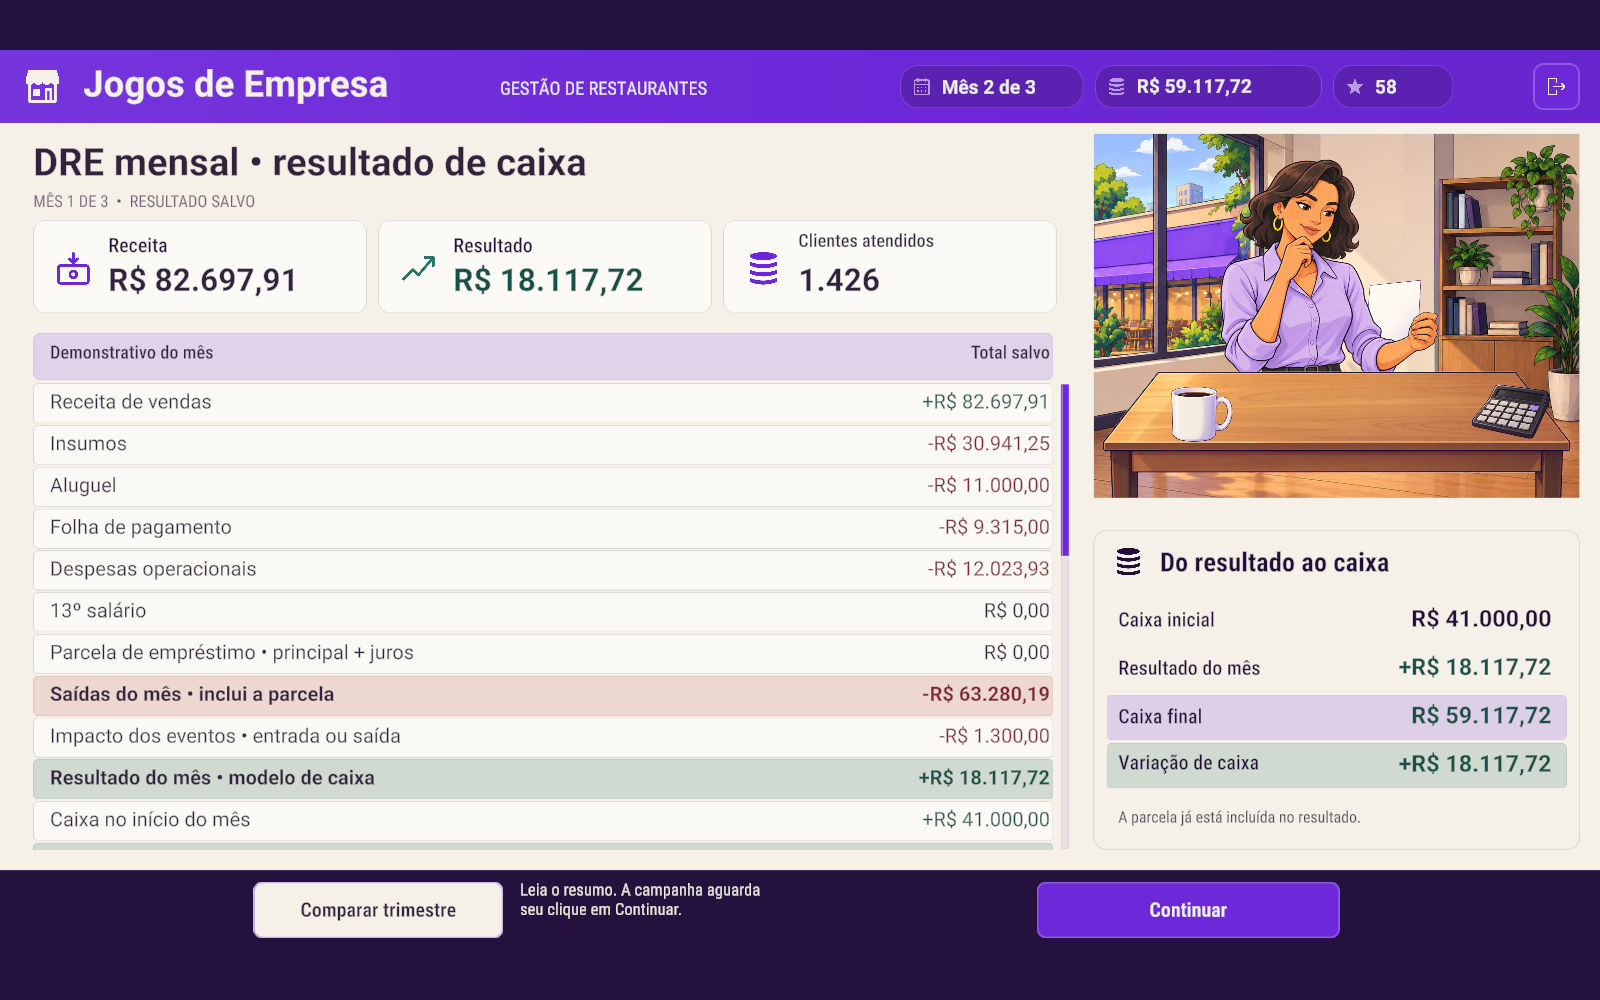 Jogos de Empresa
GESTÃO DE RESTAURANTES
Mês 2 de 3
R$ 59.117,72
58
DRE mensal • resultado de caixa
MÊS 1 DE 3 • RESULTADO SALVO
Receita
R$ 82.697,91
Resultado
R$ 18.117,72
Clientes atendidos
1.426
Demonstrativo do mês Total salvo
Receita de vendas +R$ 82.697,91
Insumos -R$ 30.941,25
Aluguel -R$ 11.000,00
Folha de pagamento -R$ 9.315,00
Despesas operacionais -R$ 12.023,93
13º salário R$ 0,00
Parcela de empréstimo • principal + juros R$ 0,00
Saídas do mês • inclui a parcela -R$ 63.280,19
Impacto dos eventos • entrada ou saída -R$ 1.300,00
Resultado do mês • modelo de caixa +R$ 18.117,72
Caixa no início do mês +R$ 41.000,00
Do resultado ao caixa
Caixa inicial R$ 41.000,00
Resultado do mês +R$ 18.117,72
Caixa final R$ 59.117,72
Variação de caixa +R$ 18.117,72
A parcela já está incluída no resultado.
Comparar trimestre
Leia o resumo. A campanha aguarda
seu clique em Continuar.
Continuar